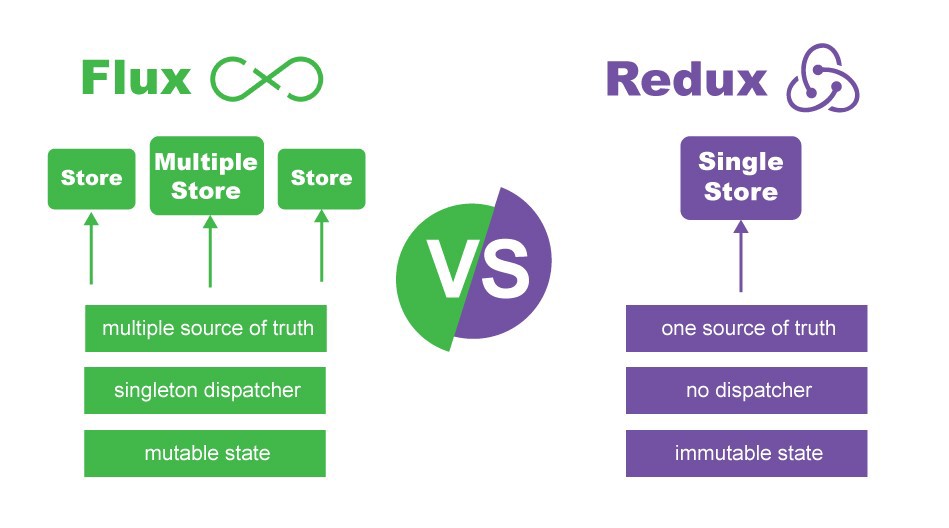 Flux
Store
Multiple
Store
Store
multiple source of truth
singleton dispatcher
mutable state
VS
Redux
Single
Store
one source of truth
no dispatcher
immutable state